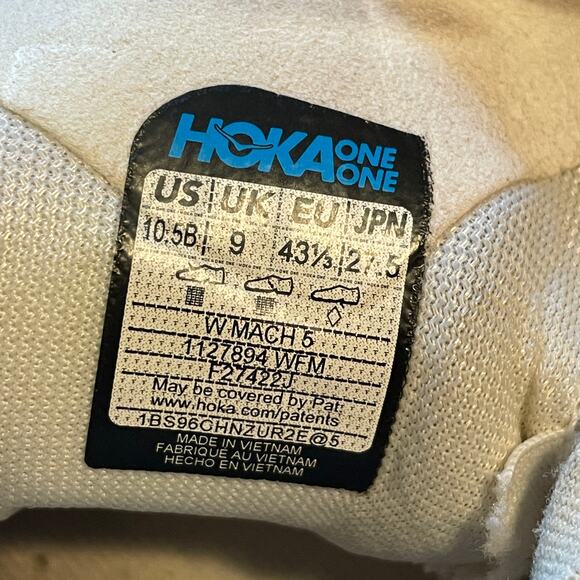 HOKA ONE ONE
US UK EU JPN
10.5B 9 43⅓ 27.5
W MACH 5
1127894 WFM
F27422J
May be covered by Pat:
www.hoka.com/patents
1BS96CHNZUR2E@5
MADE IN VIETNAM
FABRIQUE AU VIETNAM
HECHO EN VIETNAM